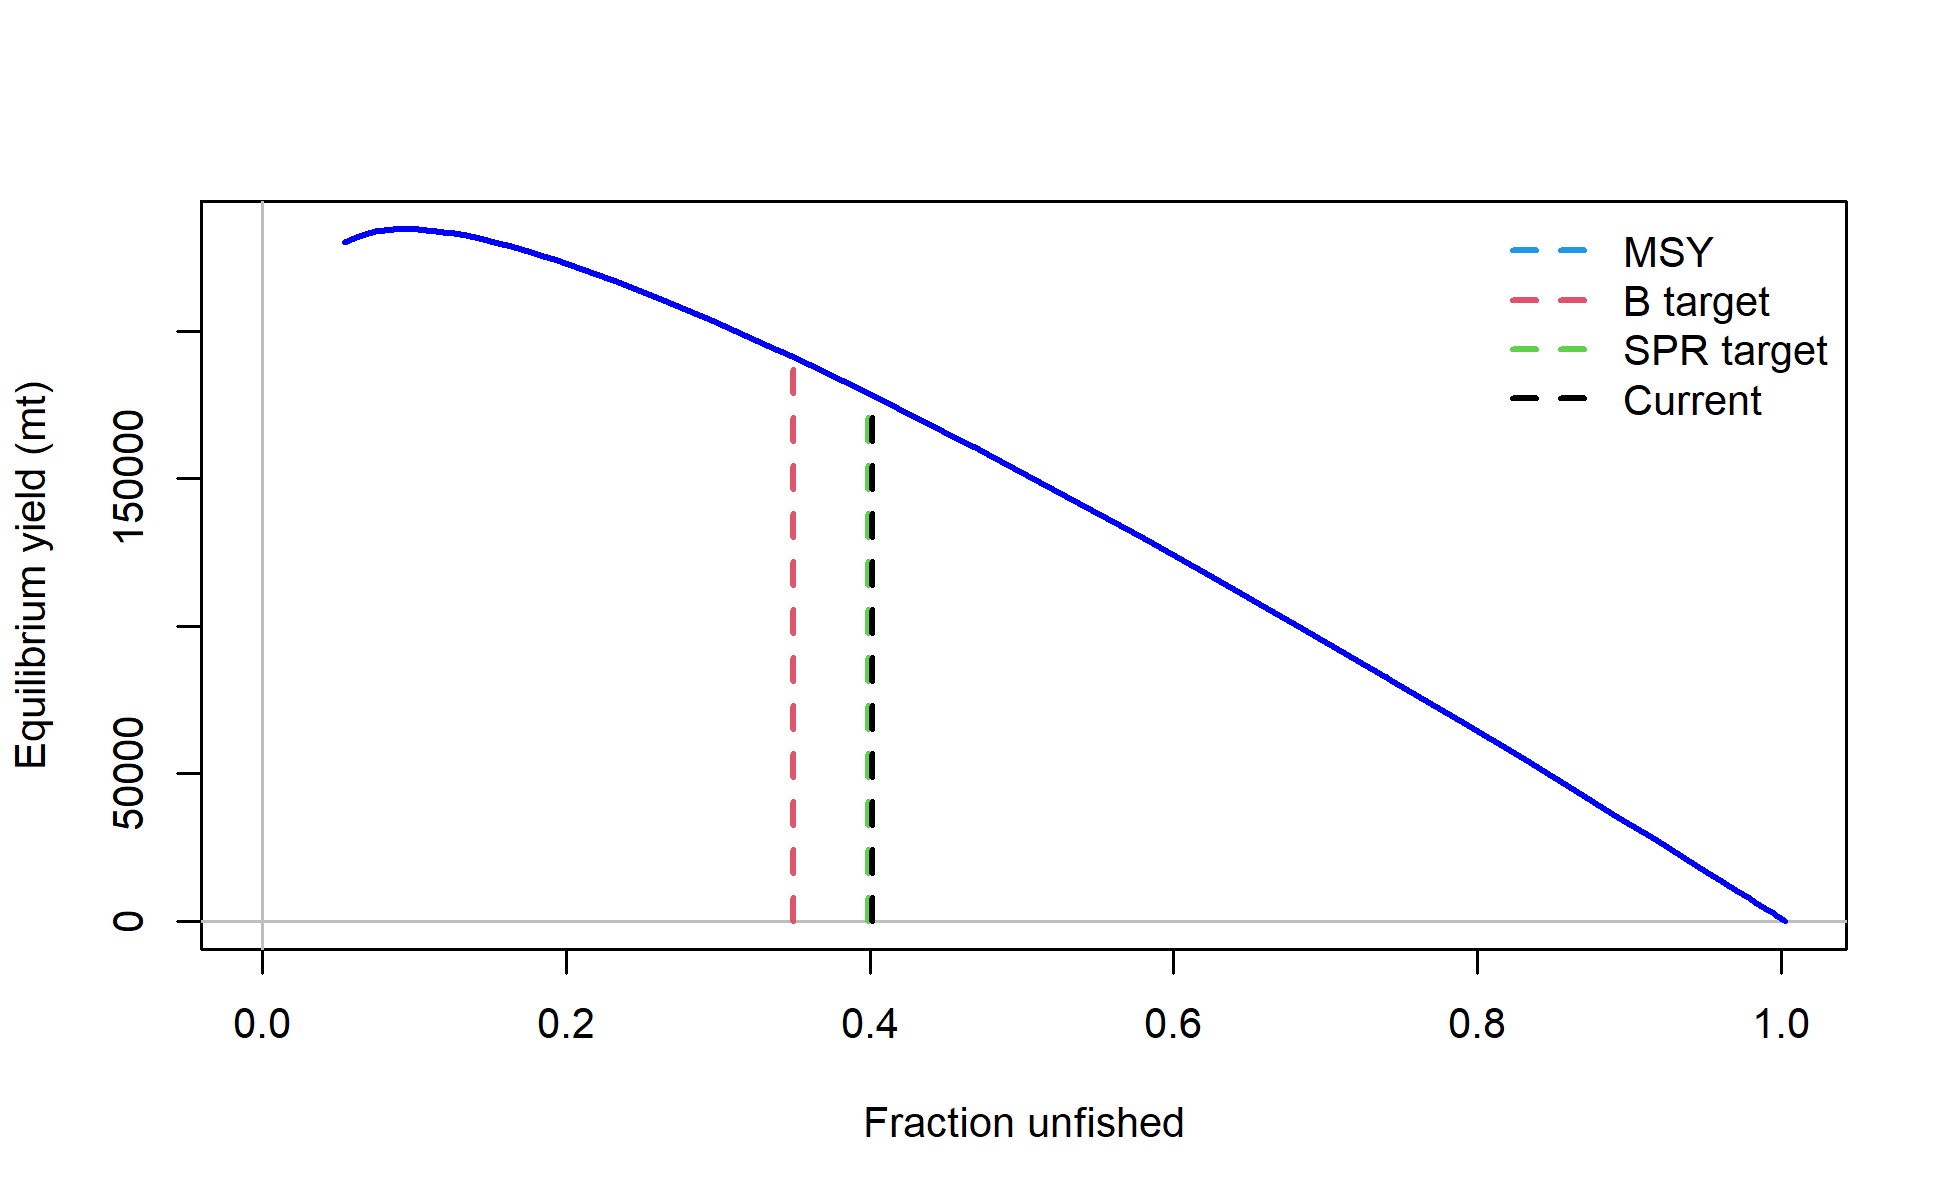 MSY
B target
SPR target
Current
Equilibrium yield (mt)
150000
50000
0
0.0 0.2 0.4 0.6 0.8 1.0
Fraction unfished